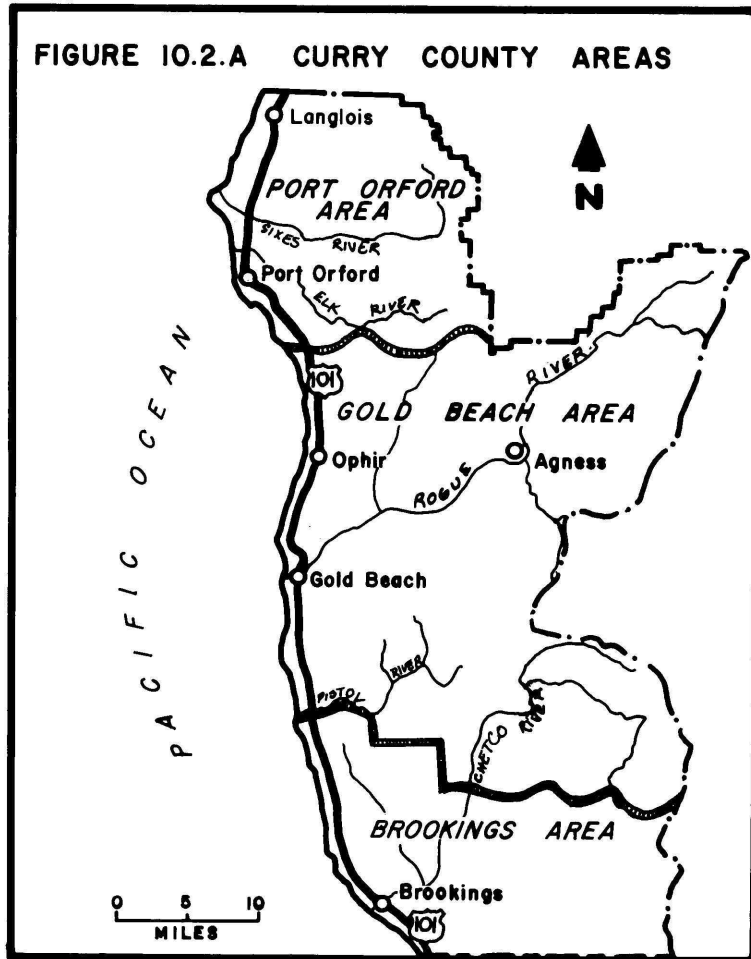 FIGURE 10.2.A CURRY COUNTY AREAS
Langlois
N
PORT ORFORD
AREA
SIXES RIVER
Port Orford
ELK RIVER
101
RIVER
GOLD BEACH AREA
PACIFIC OCEAN
Ophir
Agness
ROGUE
Gold Beach
RIVER
PISTOL
CHETCO RIVER
BROOKINGS AREA
Brookings
0 5 10
MILES
101